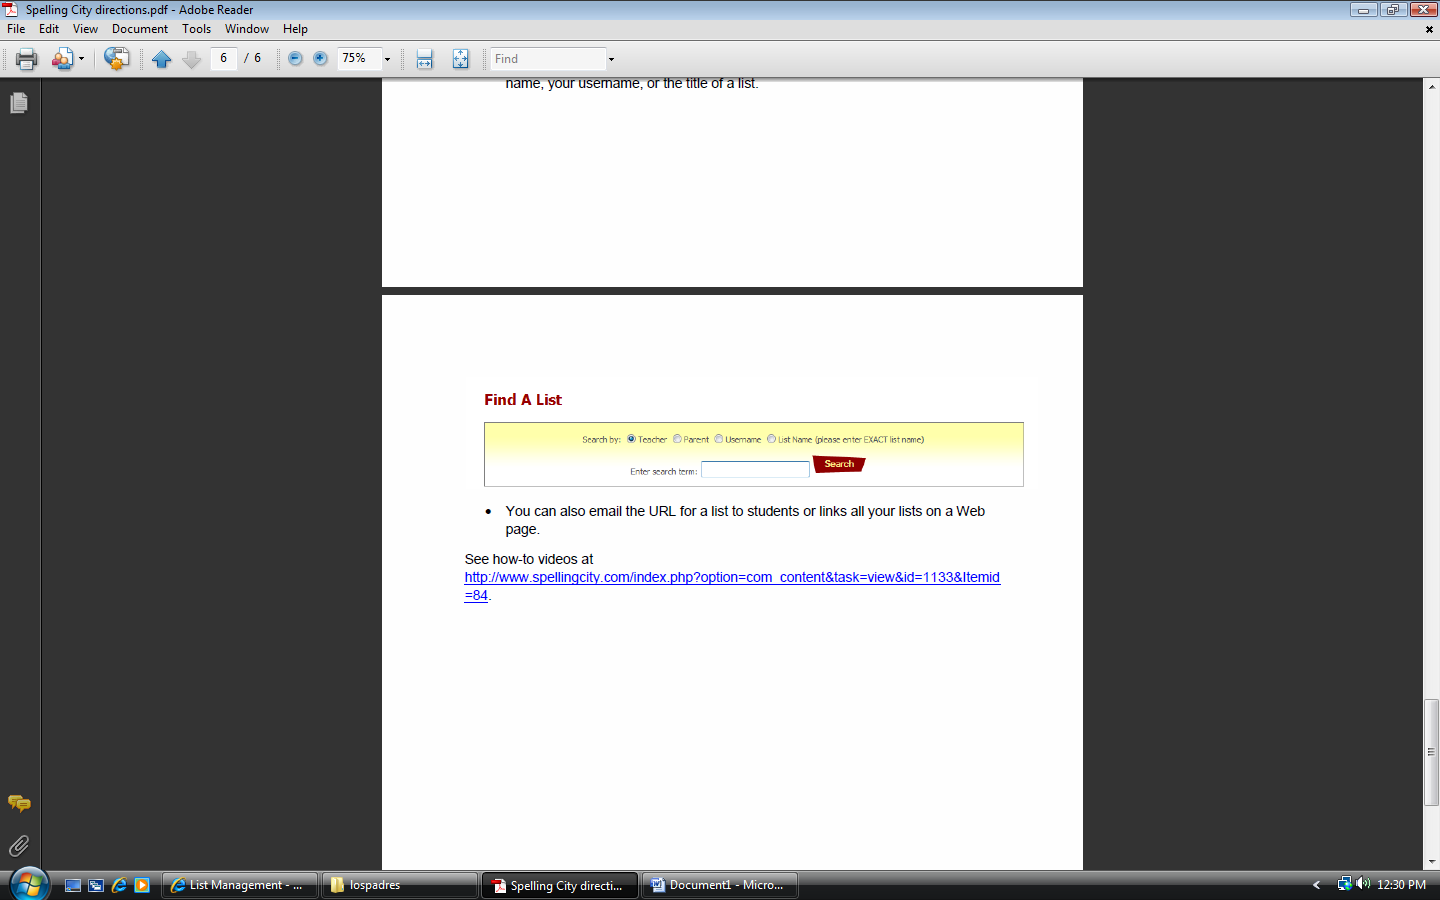 Spelling City directions.pdf - Adobe Reader
File Edit View Document Tools Window Help
6 / 6 75% Find
name, your username, or the title of a list.
Find A List
Search by: Teacher Parent Username List Name (please enter EXACT list name)
Enter search term: Search
• You can also email the URL for a list to students or links all your lists on a Web
page.
See how-to videos at
http://www.spellingcity.com/index.php?option=com_content&task=view&id=1133&Itemid
=84.
List Management - ... lospadres Spelling City directi... Document1 - Micro... 12:30 PM